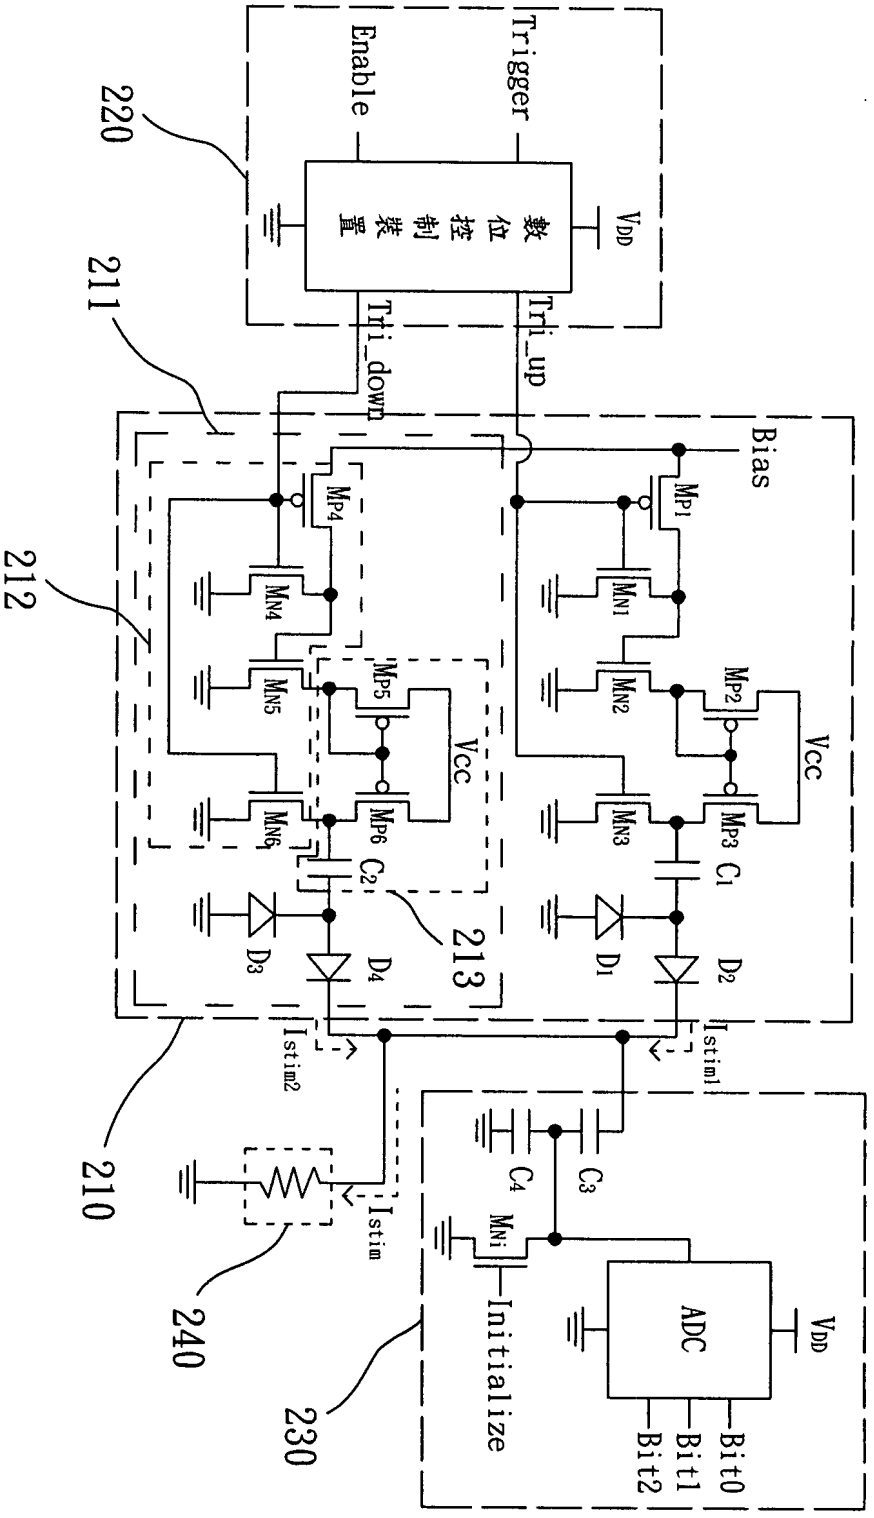 220
Enable
Trigger
數位控制裝置
VDD
Tri_down
Tri_up
211
212
Bias
MP1
MN1
MN2
MP2
VCC
MP3
MN3
C1
D1
D2
Istim1
MP4
MN4
MN5
MP5
VCC
MP6
MN6
C2
D3
D4
213
Istim2
210
Istim
240
C3
C4
MNi
Initialize
ADC
VDD
Bit0
Bit1
Bit2
230